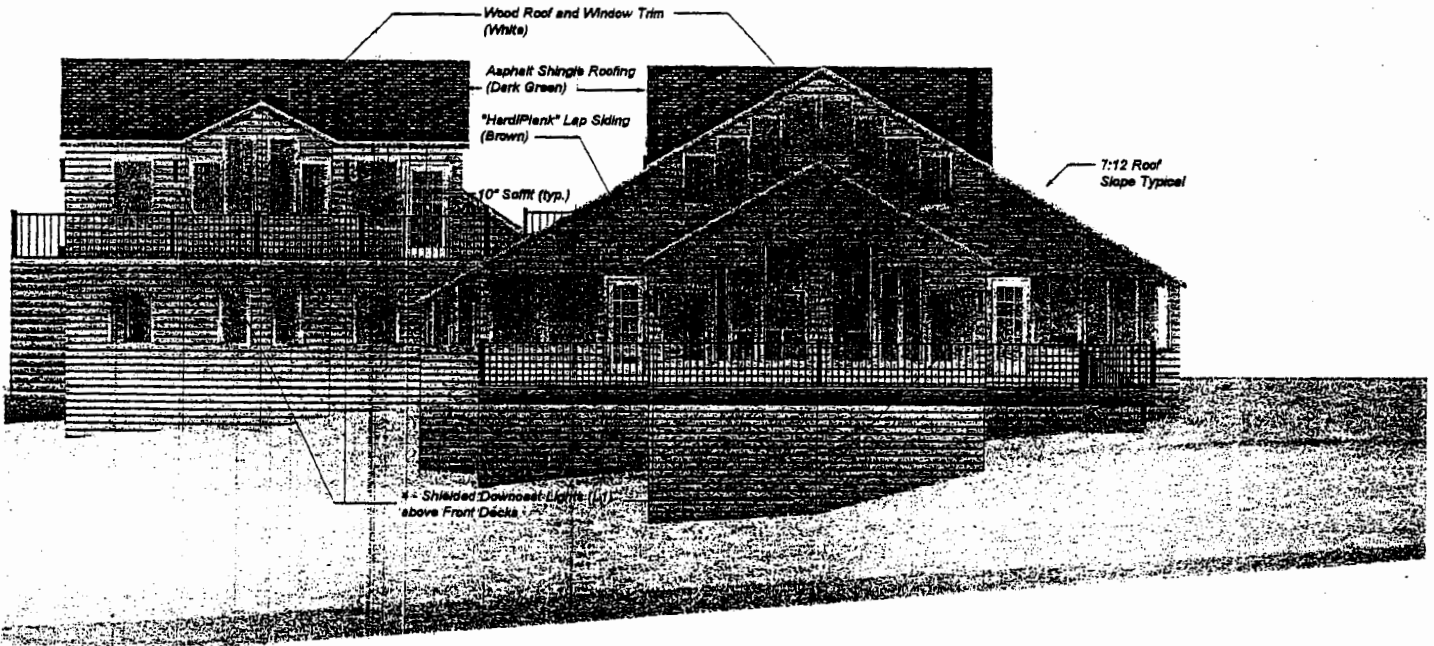 Wood Roof and Window Trim
(White)
Asphalt Shingle Roofing
(Dark Green)
"HardiPlank" Lap Siding
(Brown)
10" Soffit (typ.)
7:12 Roof
Slope Typical
Shielded Downcast Lights (L1)
above Front Decks